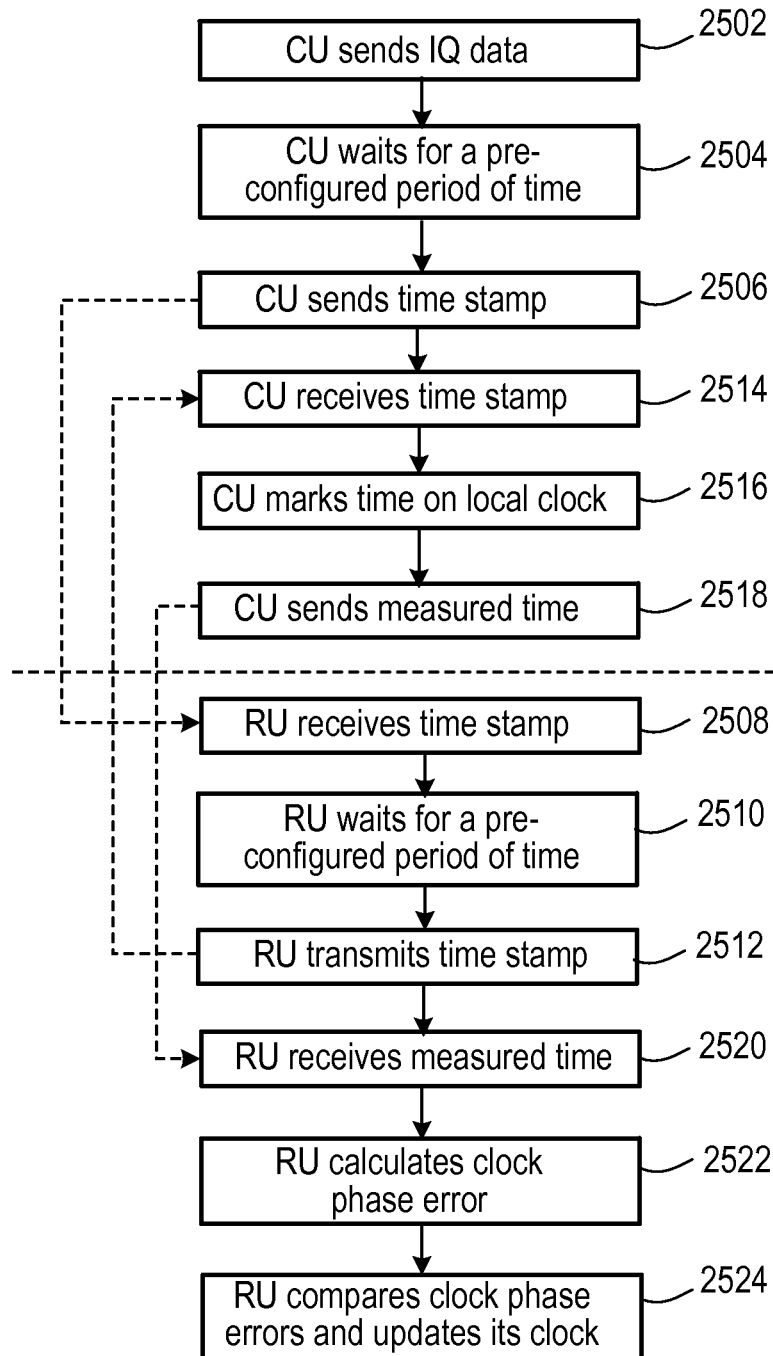 CU sends IQ data
2502
CU waits for a pre-
configured period of time
2504
CU sends time stamp
2506
CU receives time stamp
2514
CU marks time on local clock
2516
CU sends measured time
2518
RU receives time stamp
2508
RU waits for a pre-
configured period of time
2510
RU transmits time stamp
2512
RU receives measured time
2520
RU calculates clock
phase error
2522
RU compares clock phase
errors and updates its clock
2524